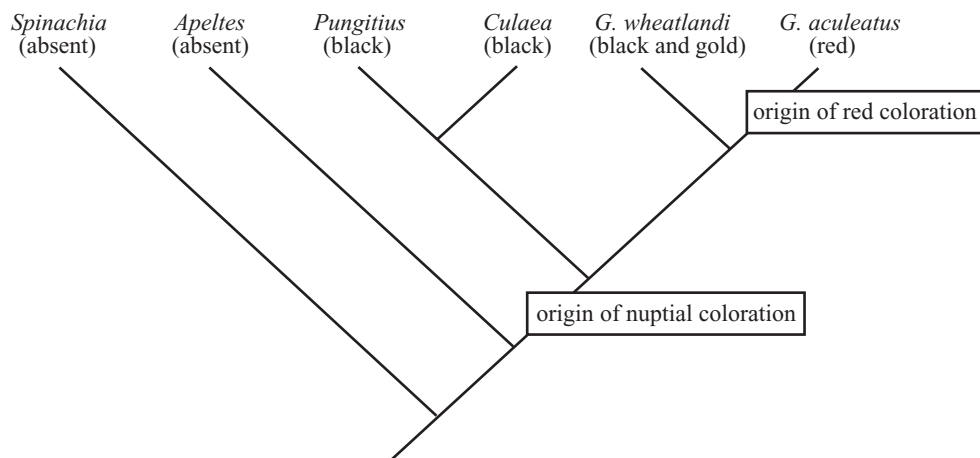 Spinachia Apeltes Pungitius Culaea G. wheatlandi G. aculeatus
(absent) (absent) (black) (black) (black and gold) (red)
origin of red coloration
origin of nuptial coloration